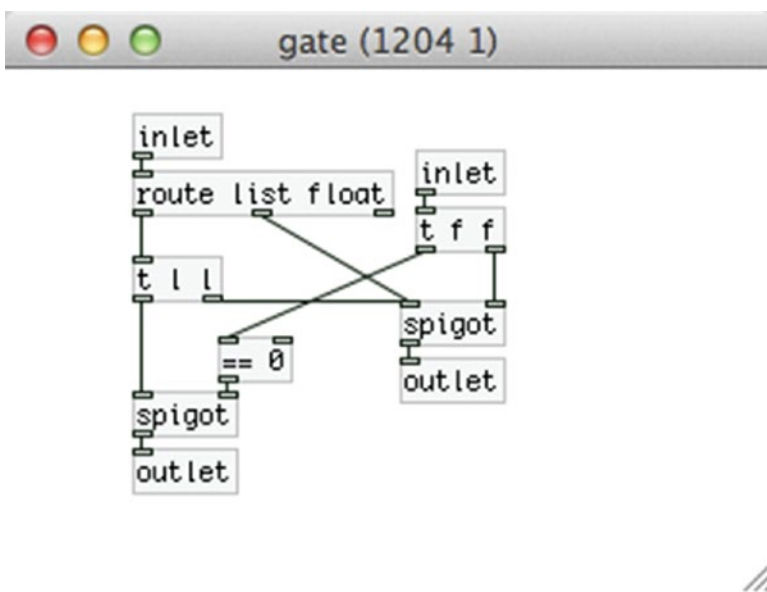 gate (1204 1)
inlet
inlet
route list float
t f f
t l l
spigot
== 0
outlet
spigot
outlet